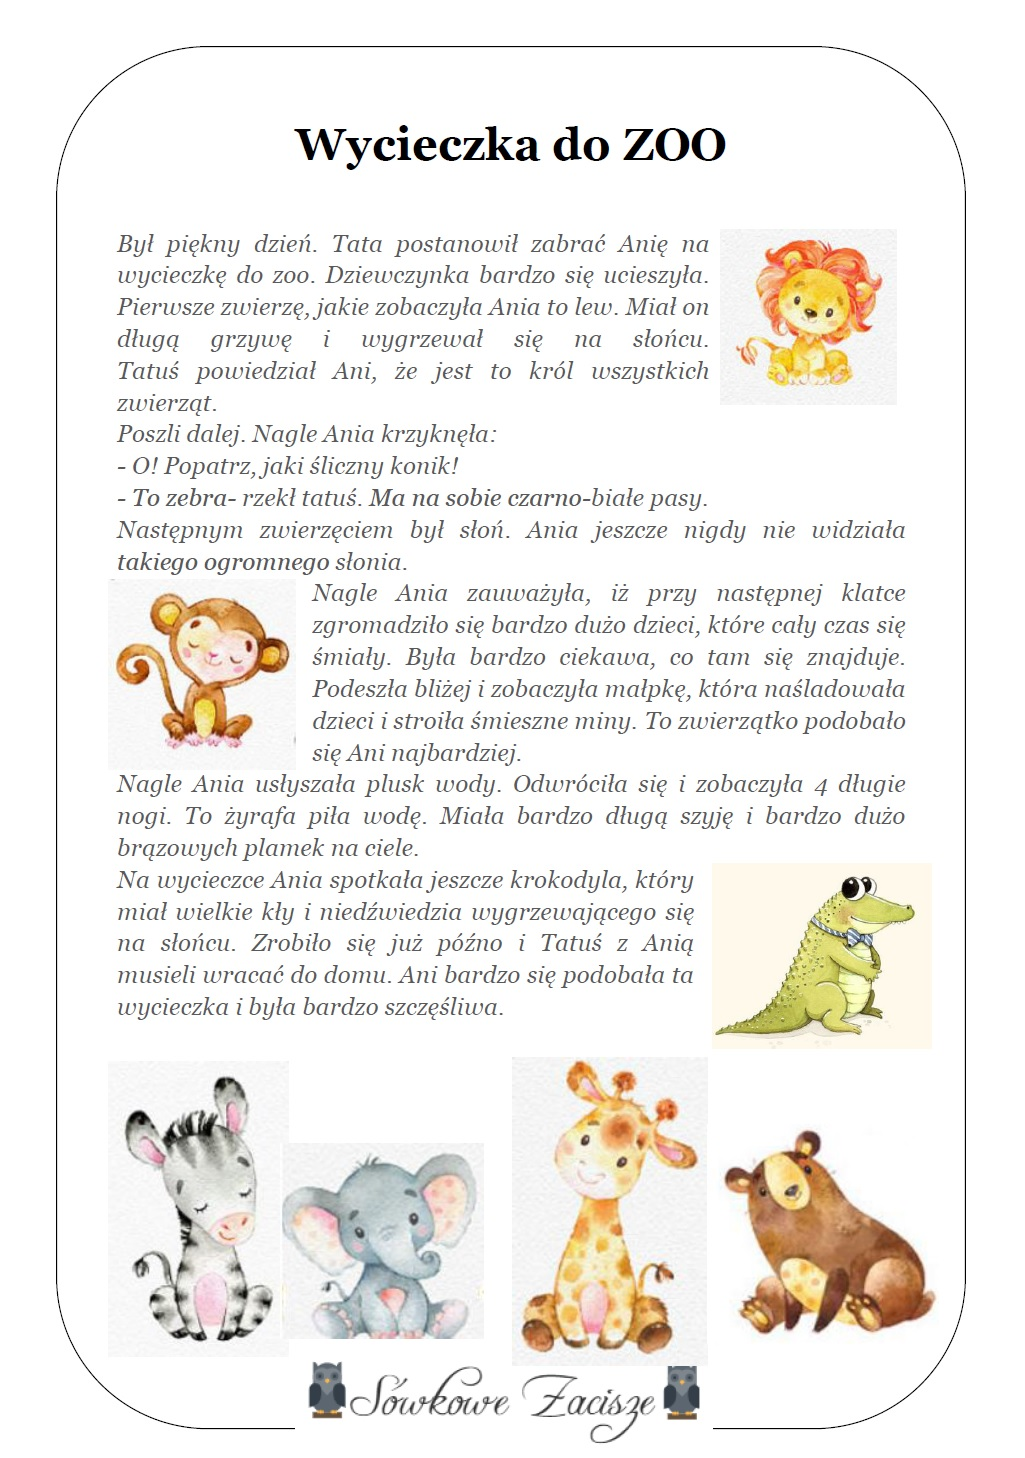 Wycieczka do ZOO
Był piękny dzień. Tata postanowił zabrać Anię na
wycieczkę do zoo. Dziewczynka bardzo się ucieszyła.
Pierwsze zwierzę, jakie zobaczyła Ania to lew. Miał on
długą grzywę i wygrzewał się na słońcu.
Tatuś powiedział Ani, że jest to król wszystkich
zwierząt.
Poszli dalej. Nagle Ania krzyknęła:
- O! Popatrz, jaki śliczny konik!
- To zebra- rzekł tatuś. Ma na sobie czarno-białe pasy.
Następnym zwierzęciem był słoń. Ania jeszcze nigdy nie widziała
takiego ogromnego słonia.
Nagle Ania zauważyła, iż przy następnej klatce
zgromadziło się bardzo dużo dzieci, które cały czas się
śmiały. Była bardzo ciekawa, co tam się znajduje.
Podeszła bliżej i zobaczyła małpkę, która naśladowała
dzieci i stroiła śmieszne miny. To zwierzątko podobało
się Ani najbardziej.
Nagle Ania usłyszała plusk wody. Odwróciła się i zobaczyła 4 długie
nogi. To żyrafa piła wodę. Miała bardzo długą szyję i bardzo dużo
brązowych plamek na ciele.
Na wycieczce Ania spotkała jeszcze krokodyla, który
miał wielkie kły i niedźwiedzia wygrzewającego się
na słońcu. Zrobiło się już późno i Tatuś z Anią
musieli wracać do domu. Ani bardzo się podobała ta
wycieczka i była bardzo szczęśliwa.
Sówkowe Zacisze